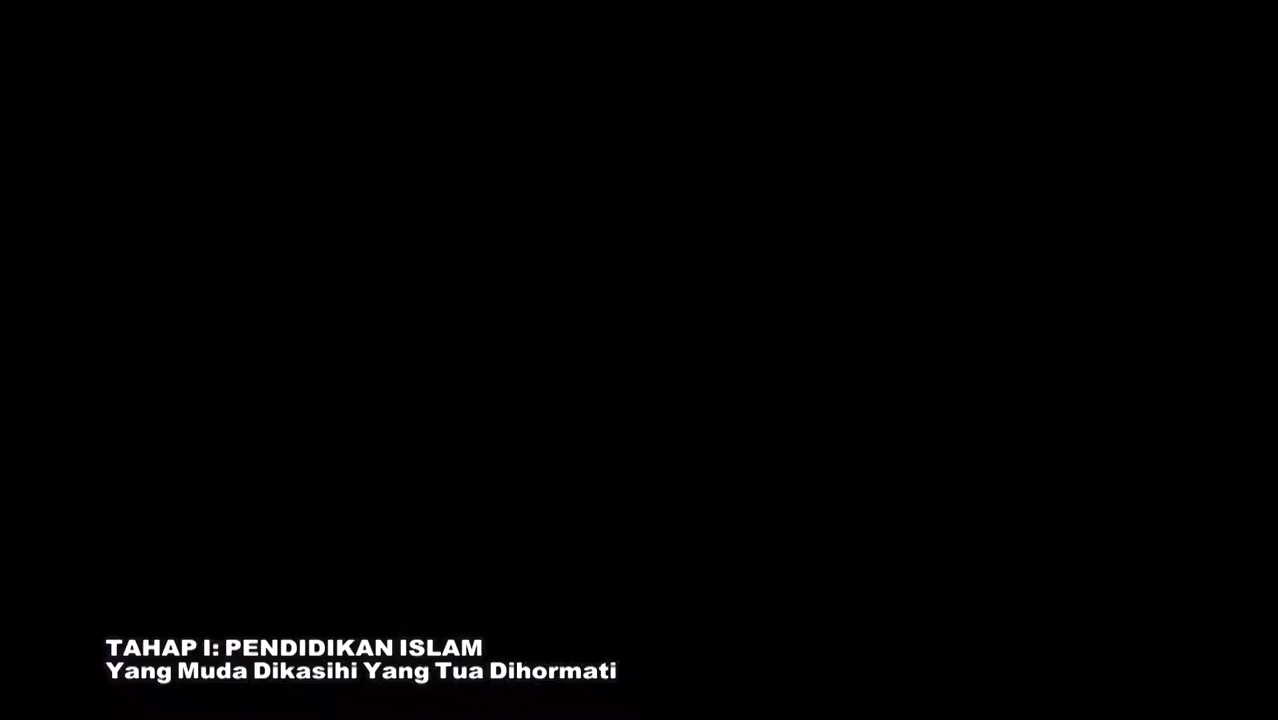 TAHAP I: PENDIDIKAN ISLAM
Yang Muda Dikasihi Yang Tua Dihormati